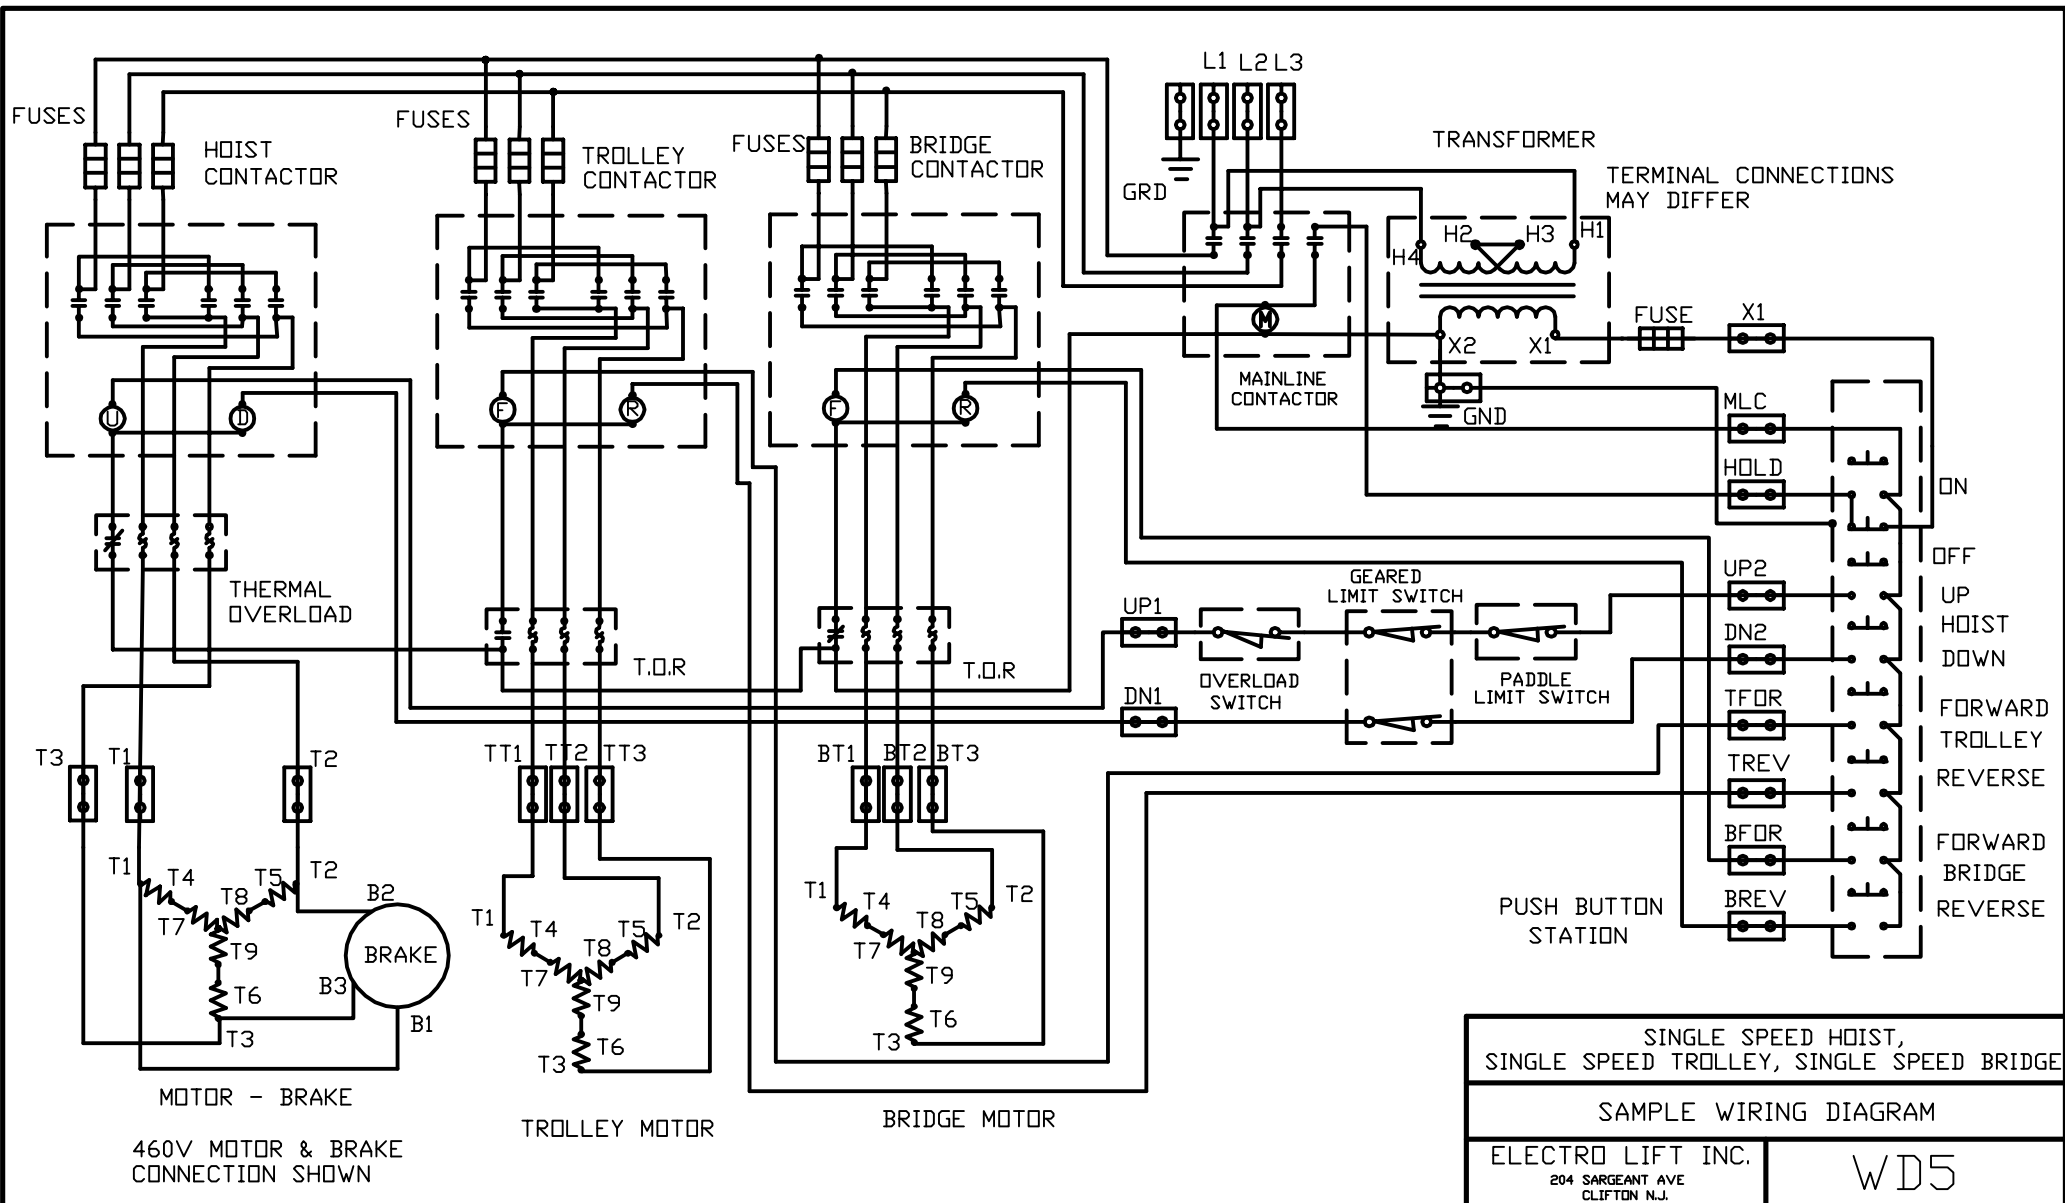 L1 L2 L3
FUSES
HOIST
CONTACTOR
FUSES
TROLLEY
CONTACTOR
FUSES
BRIDGE
CONTACTOR
GRD
TRANSFORMER
TERMINAL CONNECTIONS
MAY DIFFER
H4
H2
H3
H1
M
X2
X1
FUSE
X1
MAINLINE
CONTACTOR
GND
MLC
HOLD
ON
OFF
U
D
F
R
F
R
THERMAL
OVERLOAD
T.O.R
T.O.R
UP1
GEARED
LIMIT SWITCH
UP2
UP
HOIST
DOWN
DN2
OVERLOAD
SWITCH
PADDLE
LIMIT SWITCH
DN1
TFOR
FORWARD
TROLLEY
REVERSE
TREV
BFOR
FORWARD
BRIDGE
REVERSE
BREV
PUSH BUTTON
STATION
T3
T1
T2
TT1
TT2
TT3
BT1
BT2
BT3
T1
T4
T7
T8
T5
T2
T9
T6
T3
B2
BRAKE
B3
B1
T1
T4
T7
T8
T5
T2
T9
T6
T3
T1
T4
T7
T8
T5
T2
T9
T6
T3
MOTOR - BRAKE
TROLLEY MOTOR
BRIDGE MOTOR
460V MOTOR & BRAKE
CONNECTION SHOWN
SINGLE SPEED HOIST,
SINGLE SPEED TROLLEY, SINGLE SPEED BRIDGE
SAMPLE WIRING DIAGRAM
ELECTRO LIFT INC.
204 SARGEANT AVE
CLIFTON N.J.
WD5